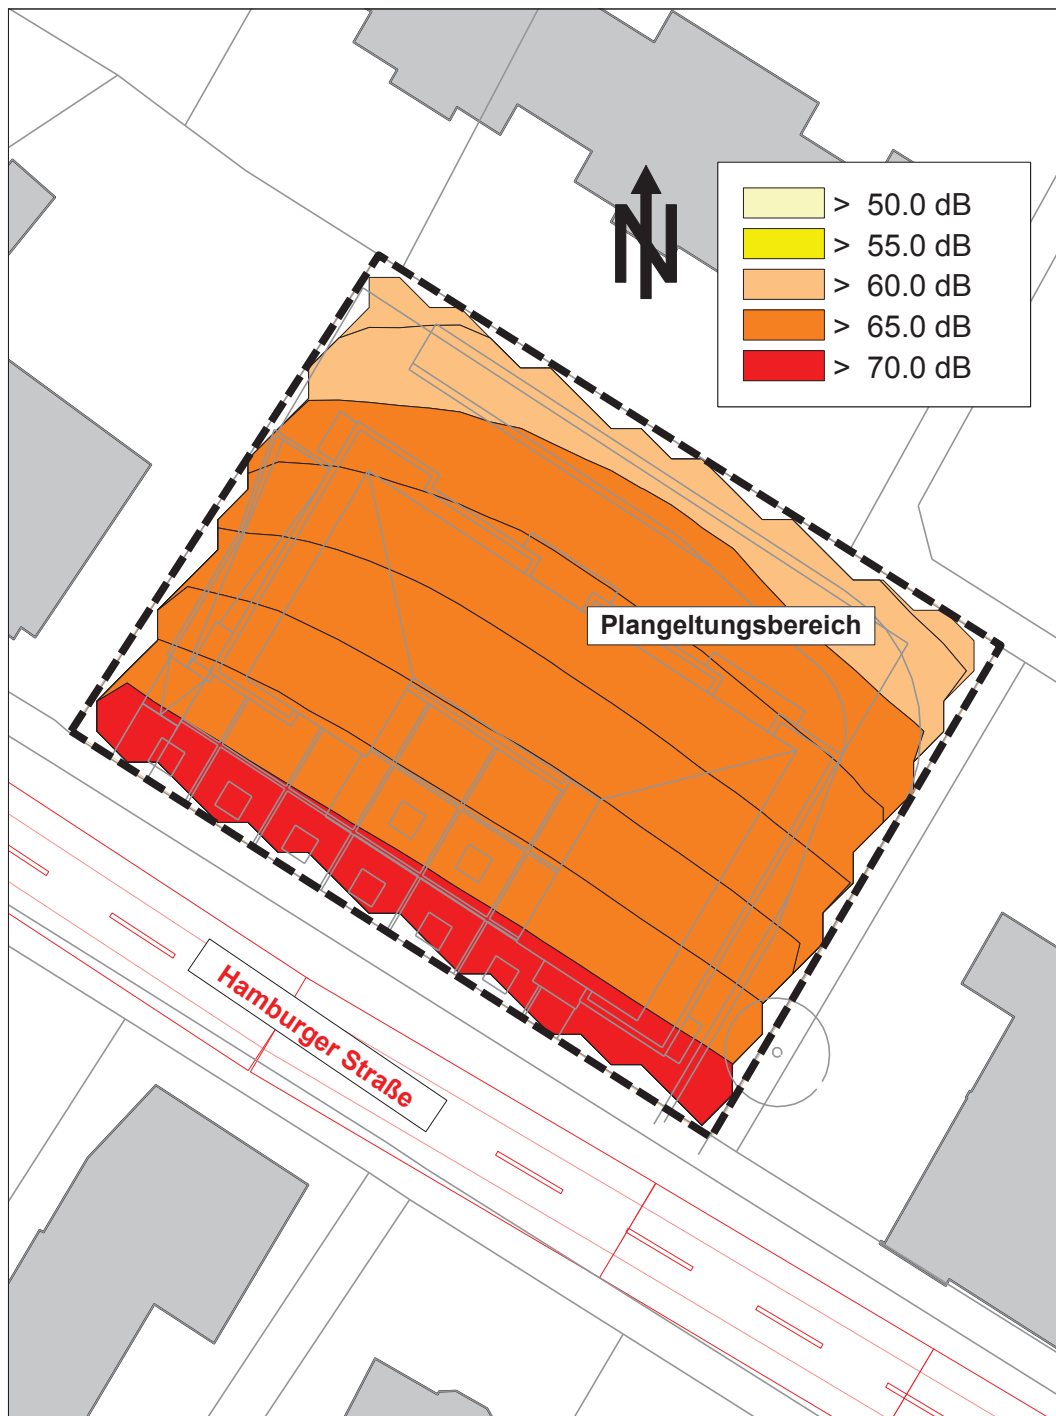 N
> 50.0 dB
> 55.0 dB
> 60.0 dB
> 65.0 dB
> 70.0 dB
Plangeltungsbereich
Hamburger Straße